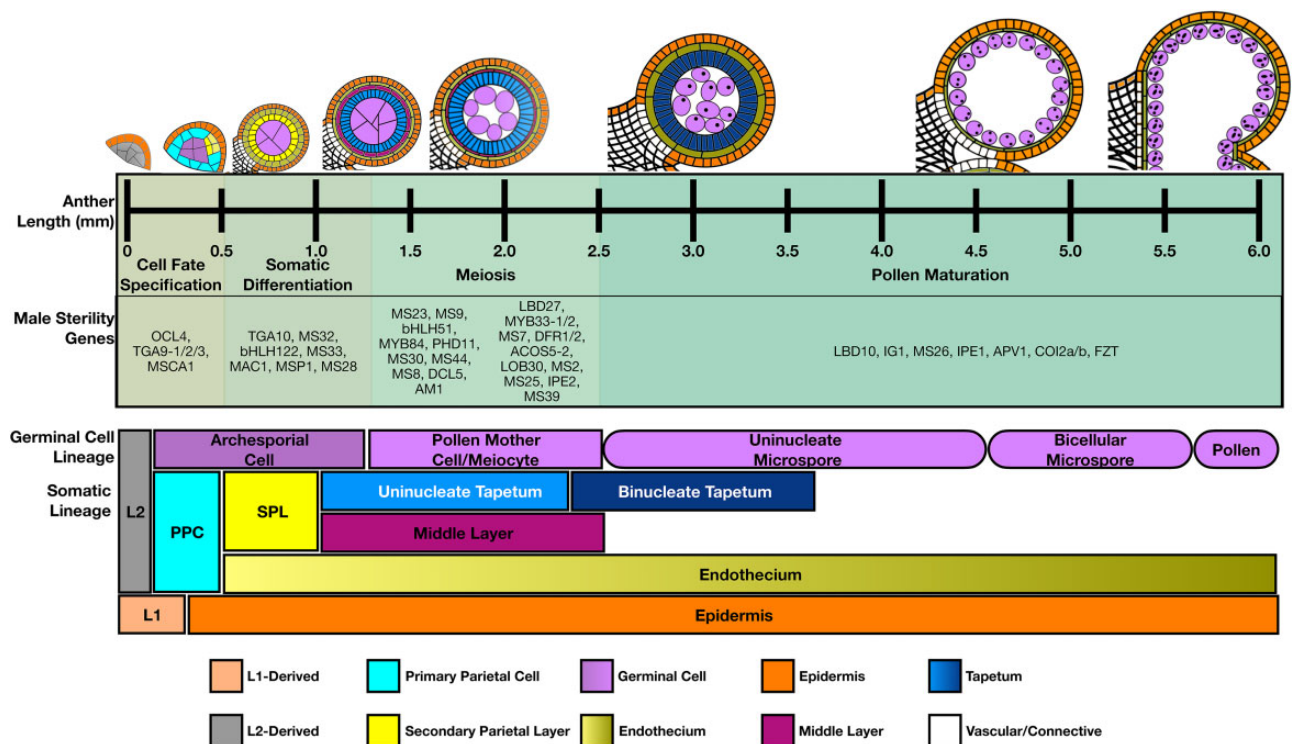 Anther
Length (mm)
0
0.5
1.0
1.5
2.0
2.5
3.0
3.5
4.0
4.5
5.0
5.5
6.0
Cell Fate
Specification
Somatic
Differentiation
Meiosis
Pollen Maturation
Male Sterility
Genes
OCL4,
TGA9-1/2/3,
MSCA1
TGA10, MS32,
bHLH122, MS33,
MAC1, MSP1, MS28
MS23, MS9,
bHLH51,
MYB84, PHD11,
MS30, MS44,
MS8, DCL5,
AM1
LBD27,
MYB33-1/2,
MS7, DFR1/2,
ACOS5-2,
LOB30, MS2,
MS25, IPE2,
MS39
LBD10, IG1, MS26, IPE1, APV1, COI2a/b, FZT
Germinal Cell
Lineage
Archesporial
Cell
Pollen Mother
Cell/Meiocyte
Uninucleate
Microspore
Bicellular
Microspore
Pollen
Somatic
Lineage
L2
PPC
SPL
Uninucleate Tapetum
Binucleate Tapetum
Middle Layer
Endothecium
L1
Epidermis
L1-Derived
Primary Parietal Cell
Germinal Cell
Epidermis
Tapetum
L2-Derived
Secondary Parietal Layer
Endothecium
Middle Layer
Vascular/Connective